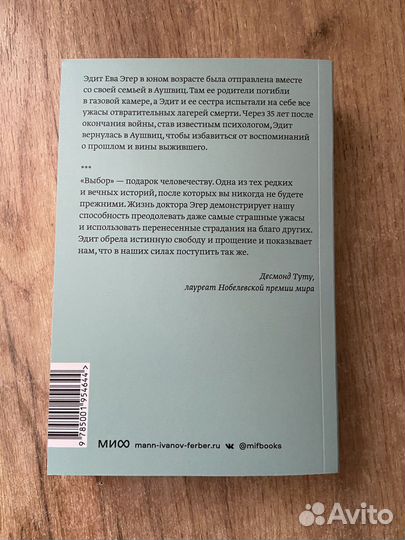 Эдит Ева Эгер в юном возрасте была отправлена вместе
со своей семьей в Аушвиц. Там ее родители погибли
в газовой камере, а Эдит и ее сестра испытали на себе все
ужасы отвратительных лагерей смерти. Через 35 лет после
окончания войны, став известным психологом, Эдит
вернулась в Аушвиц, чтобы избавиться от воспоминаний
о прошлом и вины выжившего.
***
«Выбор» — подарок человечеству. Одна из тех редких
и вечных историй, после которых вы никогда не будете
прежними. Жизнь доктора Эгер демонстрирует нашу
способность преодолевать даже самые страшные ужасы
и использовать перенесенные страдания на благо других.
Эдит обрела истинную свободу и прощение и показывает
нам, что в наших силах поступить так же.
Десмонд Туту,
лауреат Нобелевской премии мира
9 785001 954644 >
МИФ mann-ivanov-ferber.ru @mifbooks
Avito